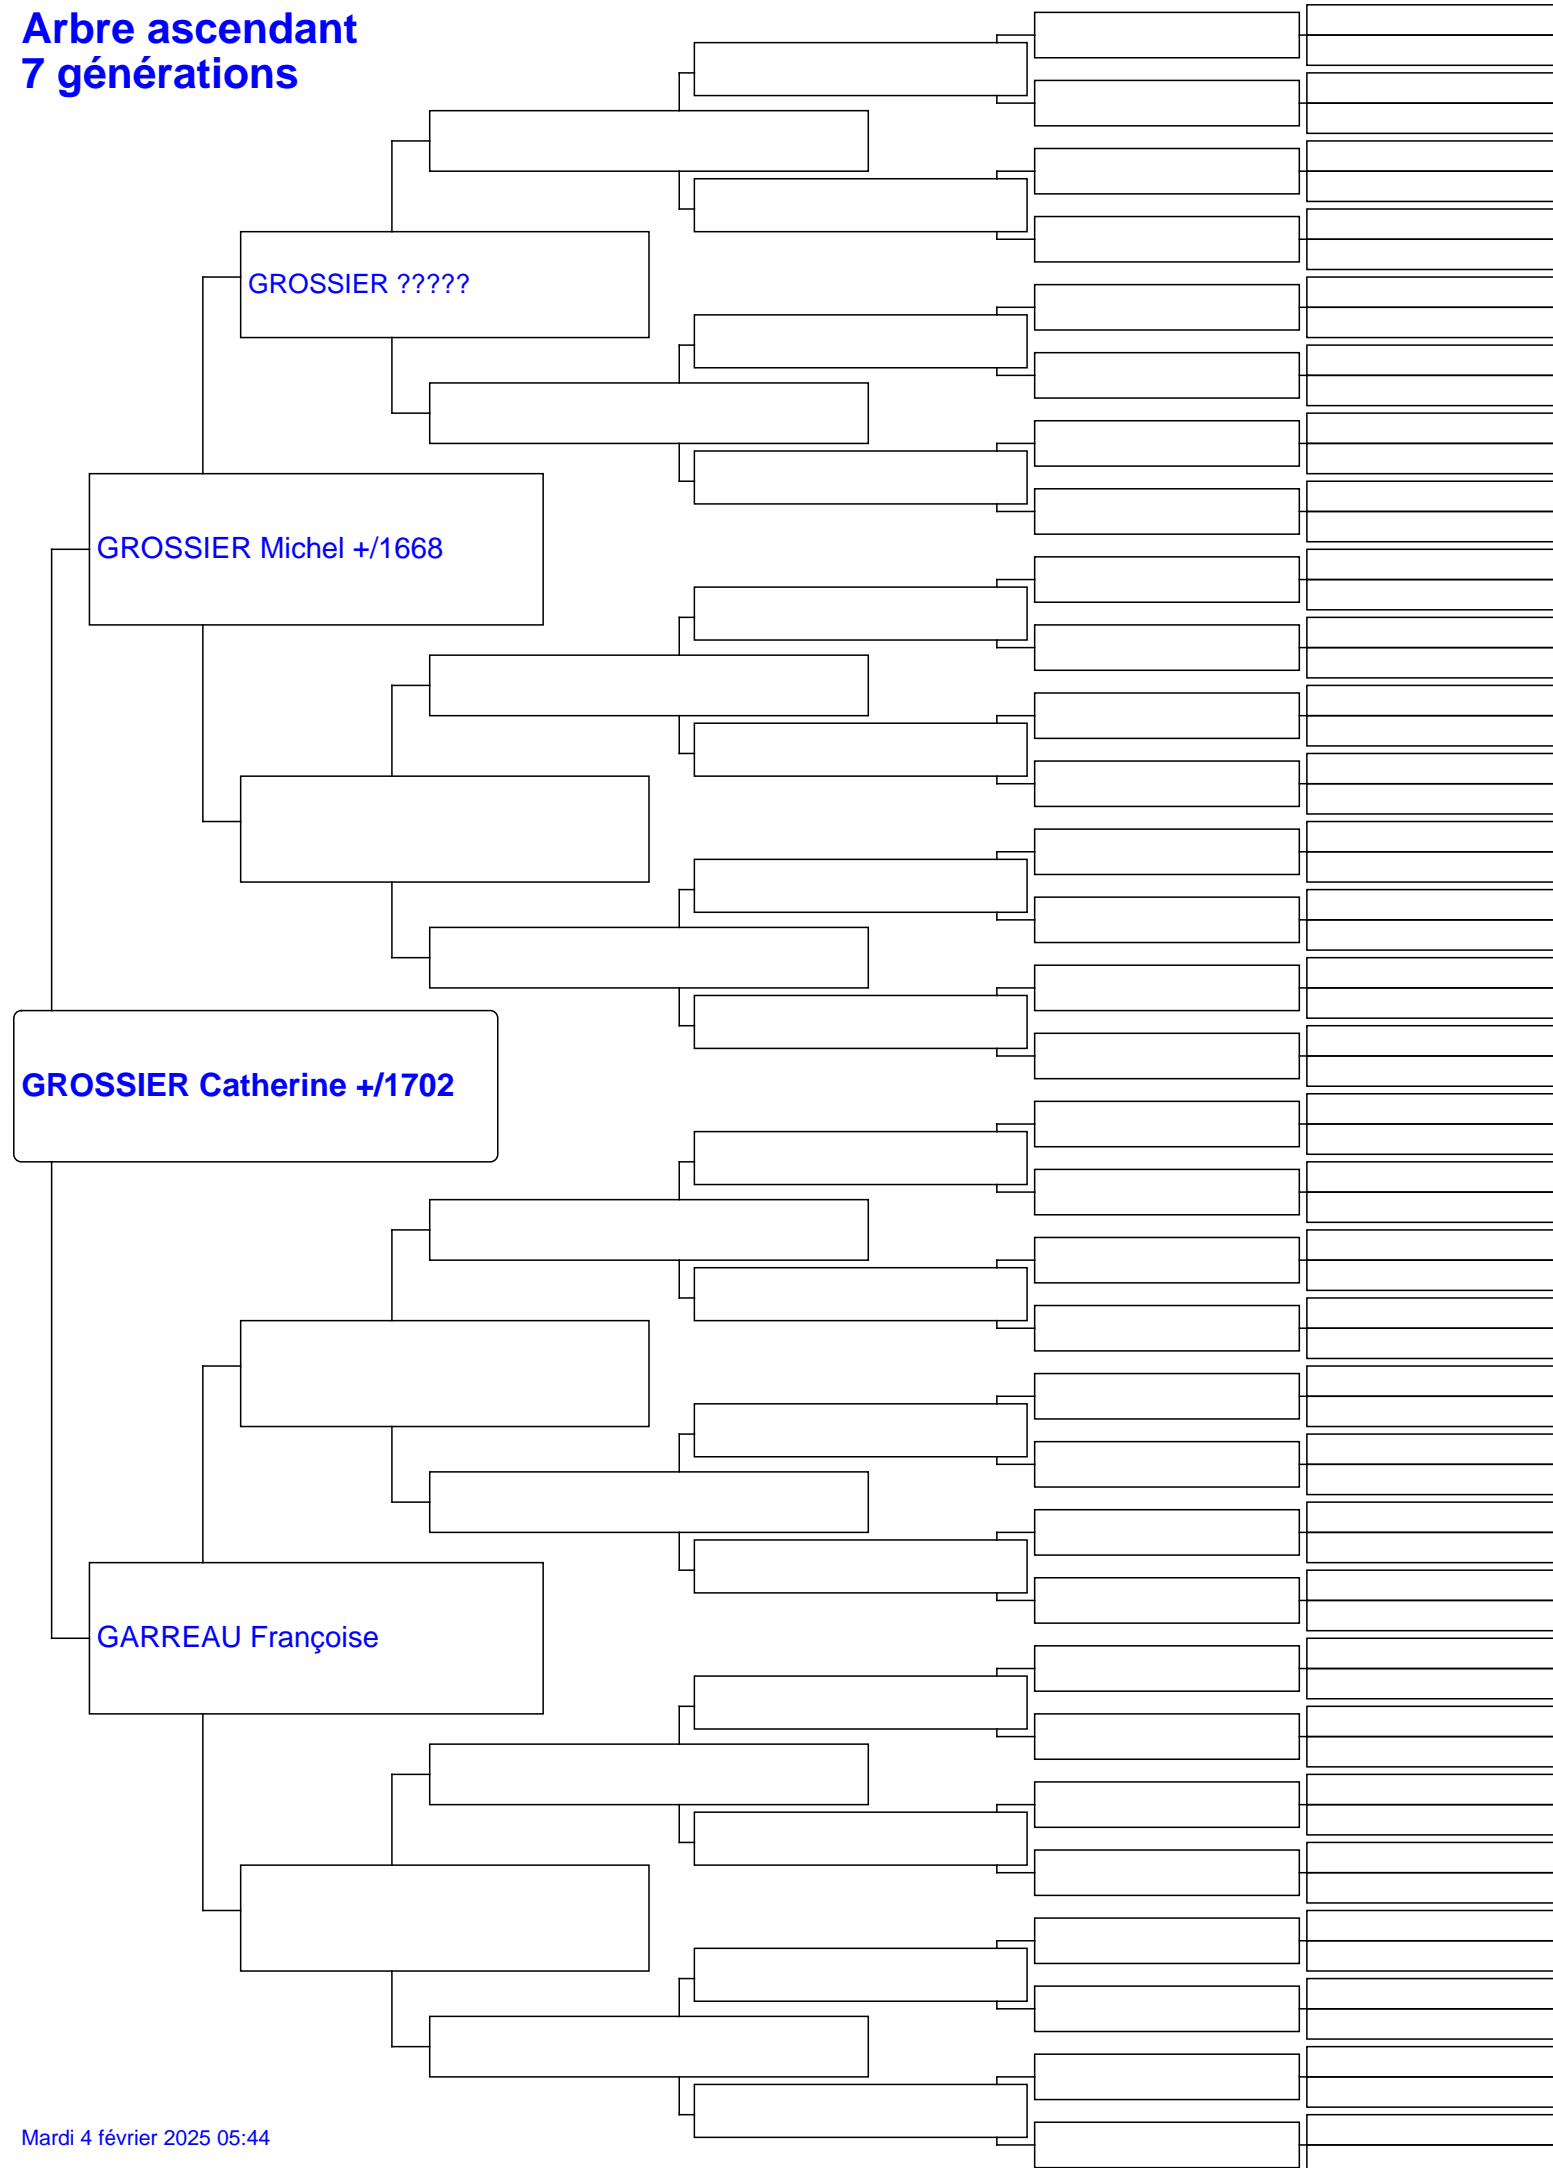 Arbre ascendant
7 générations
GROSSIER ?????
GROSSIER Michel +/1668
GROSSIER Catherine +/1702
GARREAU Françoise
Mardi 4 février 2025 05:44